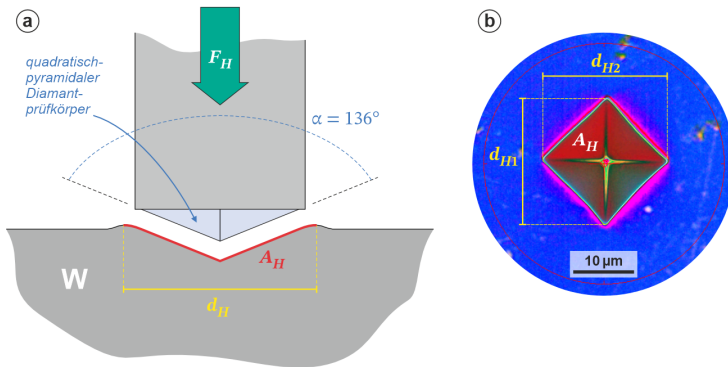 a
quadratisch-
pyramidaler
Diamant-
prüfkörper
F_H
α = 136°
A_H
W
d_H
b
d_H2
A_H
d_H1
10 µm